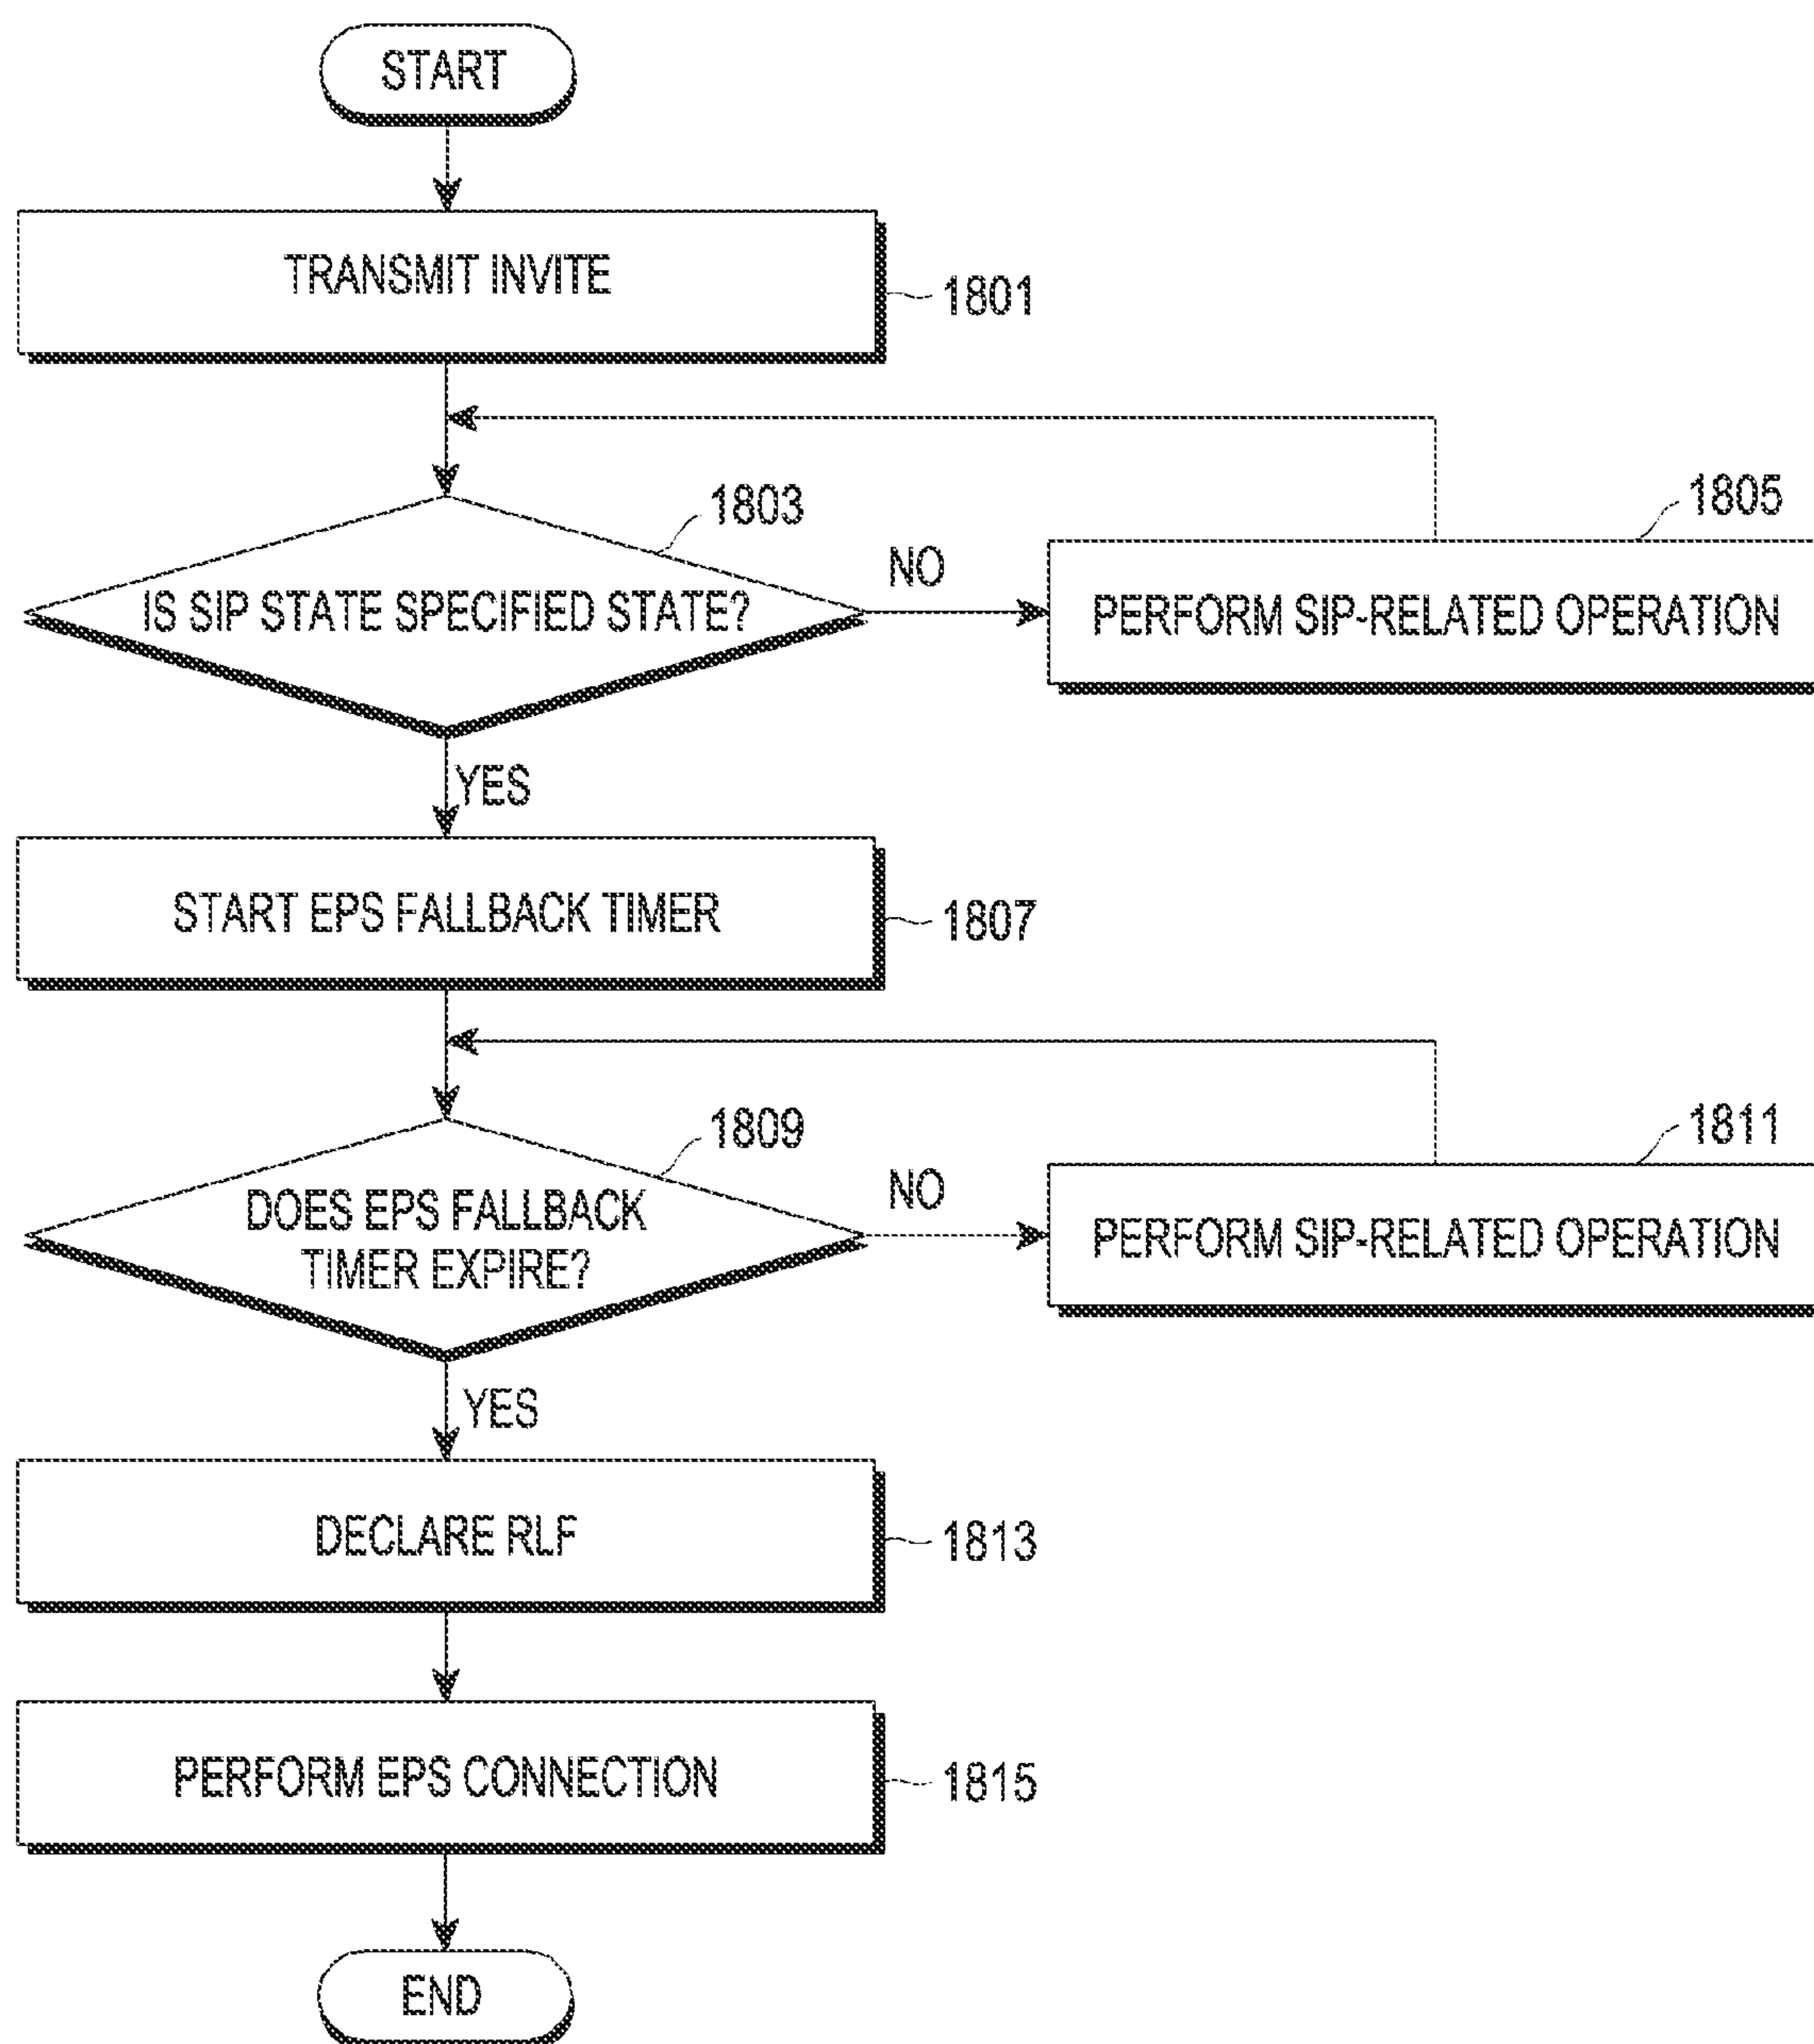 START
TRANSMIT INVITE
1801
1803
1805
IS SIP STATE SPECIFIED STATE?
NO
PERFORM SIP-RELATED OPERATION
YES
START EPS FALLBACK TIMER
1807
1809
1811
DOES EPS FALLBACK
TIMER EXPIRE?
NO
PERFORM SIP-RELATED OPERATION
YES
DECLARE RLF
1813
PERFORM EPS CONNECTION
1815
END